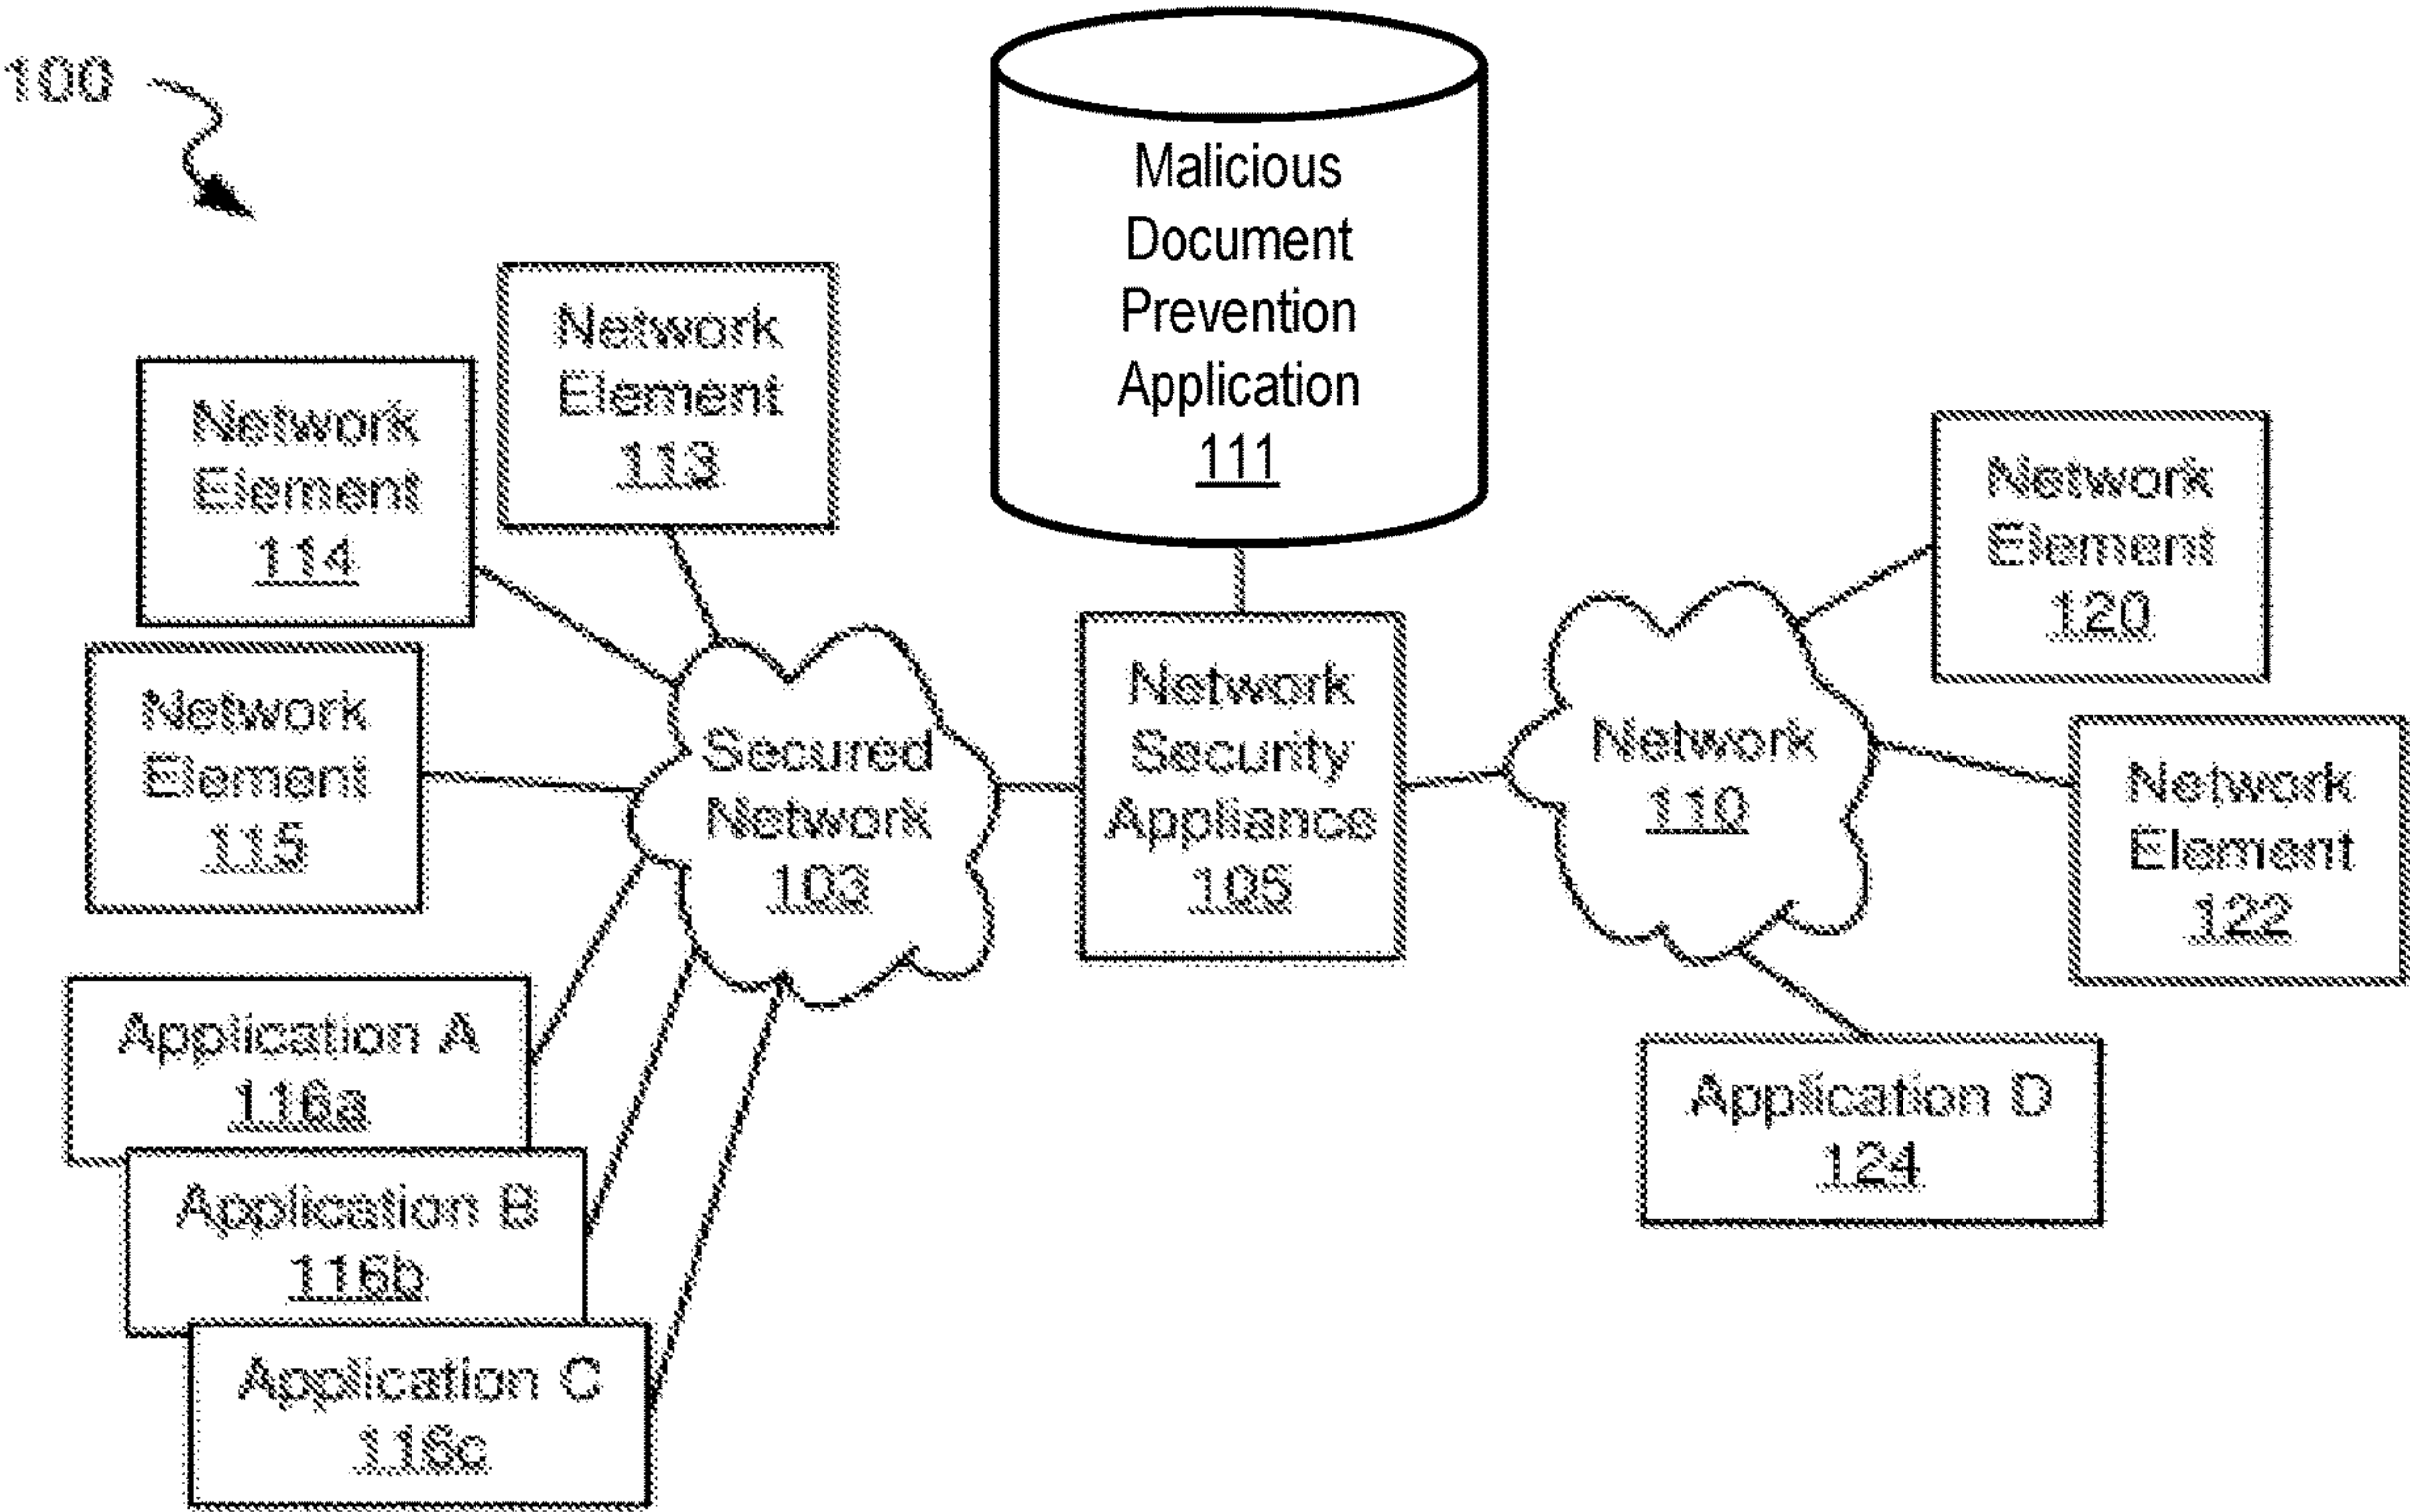 100
Malicious
Document
Prevention
Application
111
Network
Element
113
Network
Element
114
Network
Element
115
Secured
Network
103
Network
Security
Appliance
105
Network
110
Network
Element
120
Network
Element
122
Application A
116a
Application B
116b
Application C
116c
Application D
124